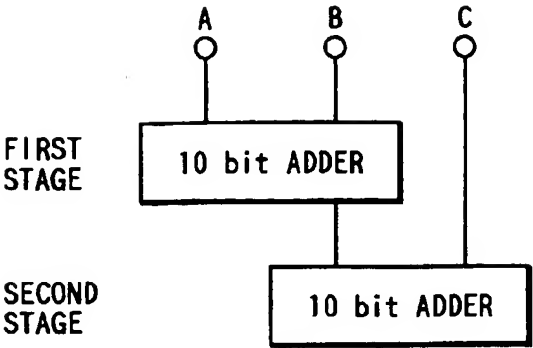 A B C
FIRST
STAGE
10 bit ADDER
SECOND
STAGE
10 bit ADDER